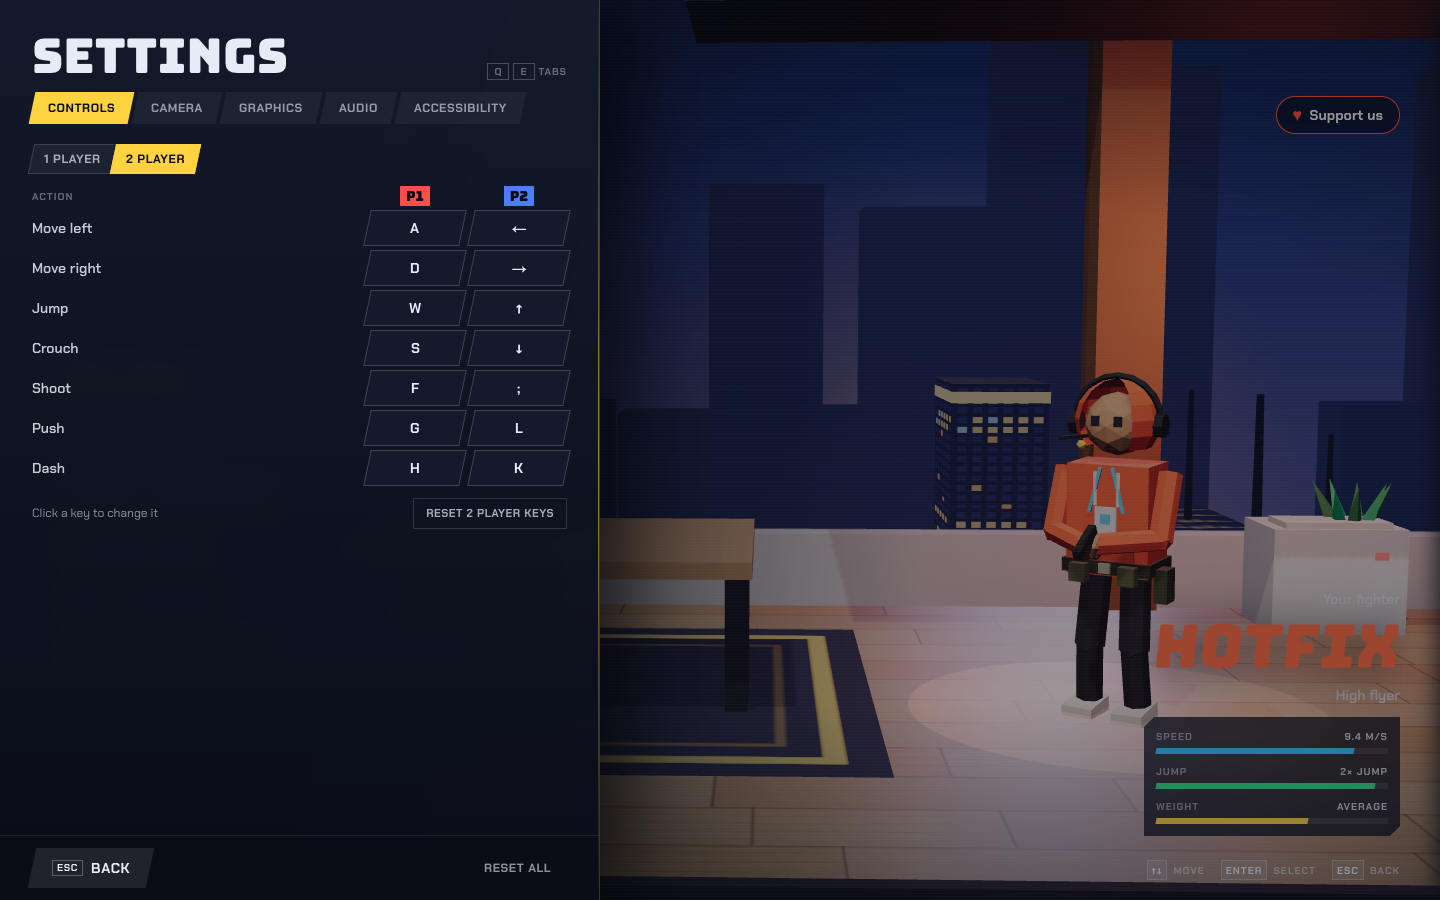 SETTINGS
Q E TABS
CONTROLS CAMERA GRAPHICS AUDIO ACCESSIBILITY
1 PLAYER 2 PLAYER
ACTION P1 P2
Move left A ←
Move right D →
Jump W ↑
Crouch S ↓
Shoot F ;
Push G L
Dash H K
Click a key to change it RESET 2 PLAYER KEYS
ESC BACK RESET ALL
♥ Support us
Your fighter
HOTFIX
High flyer
SPEED 9.4 M/S
JUMP 2× JUMP
WEIGHT AVERAGE
↑↓ MOVE ENTER SELECT ESC BACK